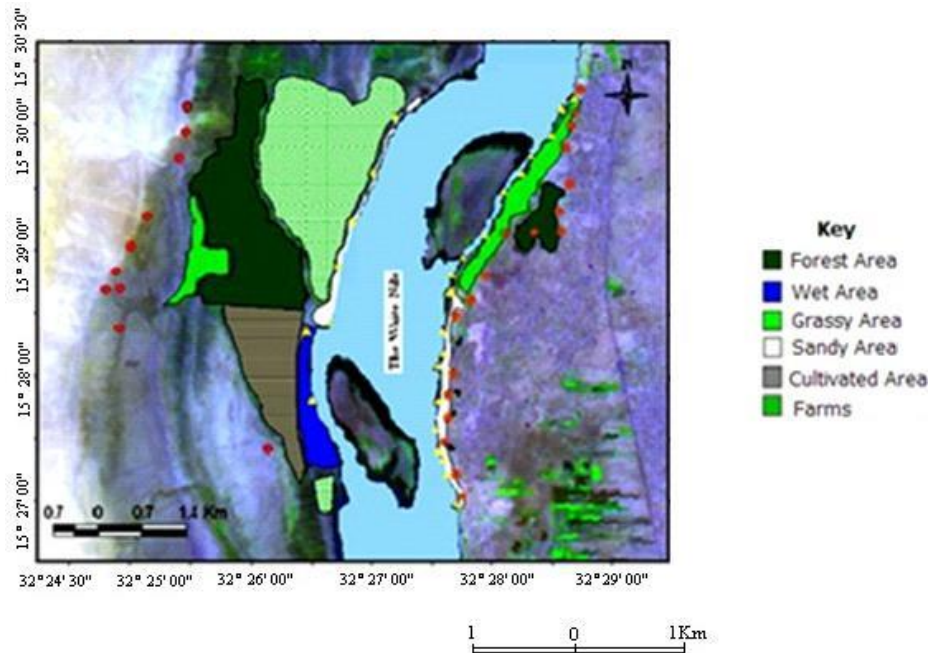 15° 30' 30"
15° 30' 00"
15° 29' 00"
15° 28' 00"
15° 27' 00"
N
The White Nile
0.7 0 0.7 1.4 Km
32° 24' 30" 32° 25' 00" 32° 26' 00" 32° 27' 00" 32° 28' 00" 32° 29' 00"
Key
Forest Area
Wet Area
Grassy Area
Sandy Area
Cultivated Area
Farms
1 0 1Km